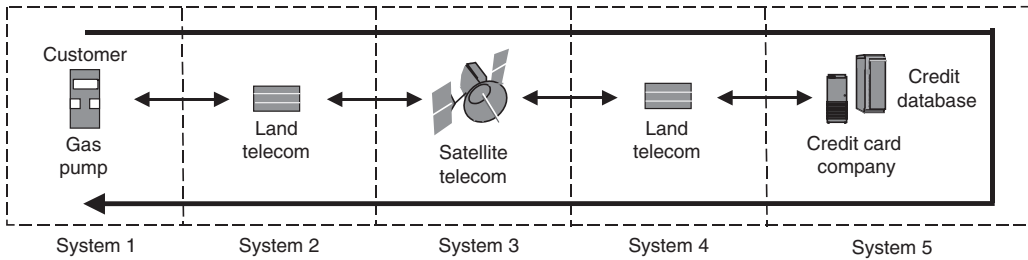 Customer
Gas
pump
Land
telecom
Satellite
telecom
Land
telecom
Credit
database
Credit card
company
System 1
System 2
System 3
System 4
System 5